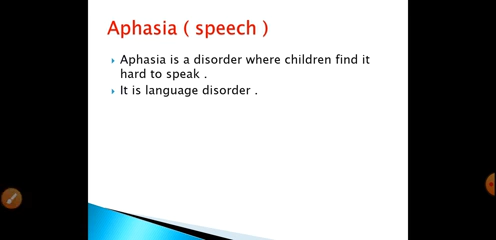 Aphasia ( speech )
Aphasia is a disorder where children find it
hard to speak .
It is language disorder .